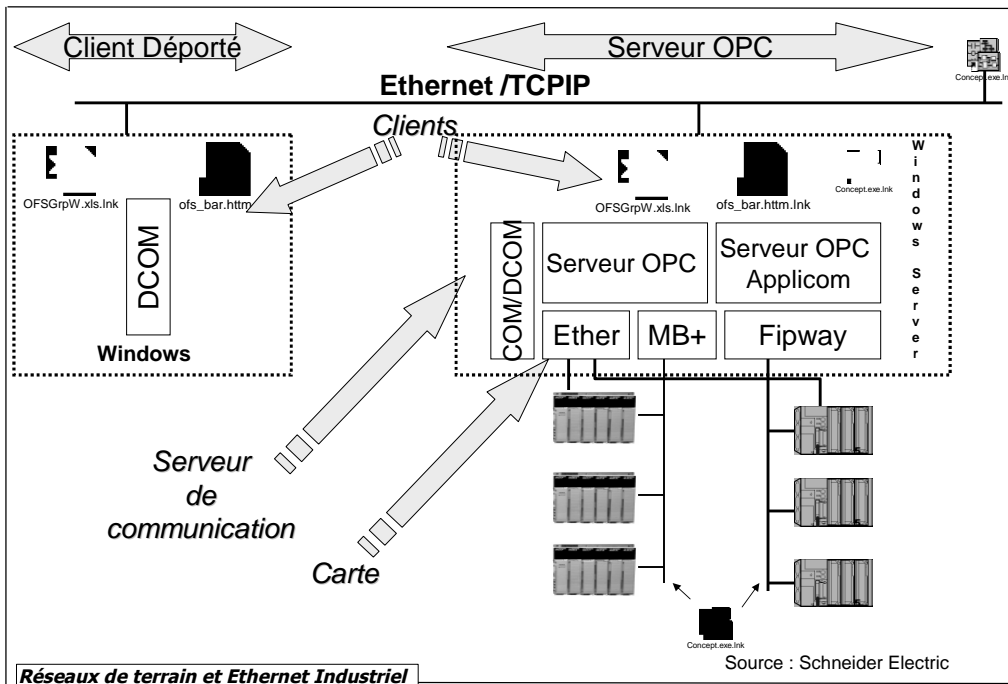 Client Déporté
Serveur OPC
Concept.exe.lnk
Ethernet /TCPIP
Clients
OFSGrpW.xls.lnk
ofs_bar.httm
DCOM
Windows
OFSGrpW.xls.lnk
ofs_bar.httm.lnk
Concept.exe.lnk
Windows Server
COM/DCOM
Serveur OPC
Serveur OPC
Applicom
Ether
MB+
Fipway
Serveur
de
communication
Carte
Concept.exe.lnk
Source : Schneider Electric
Réseaux de terrain et Ethernet Industriel